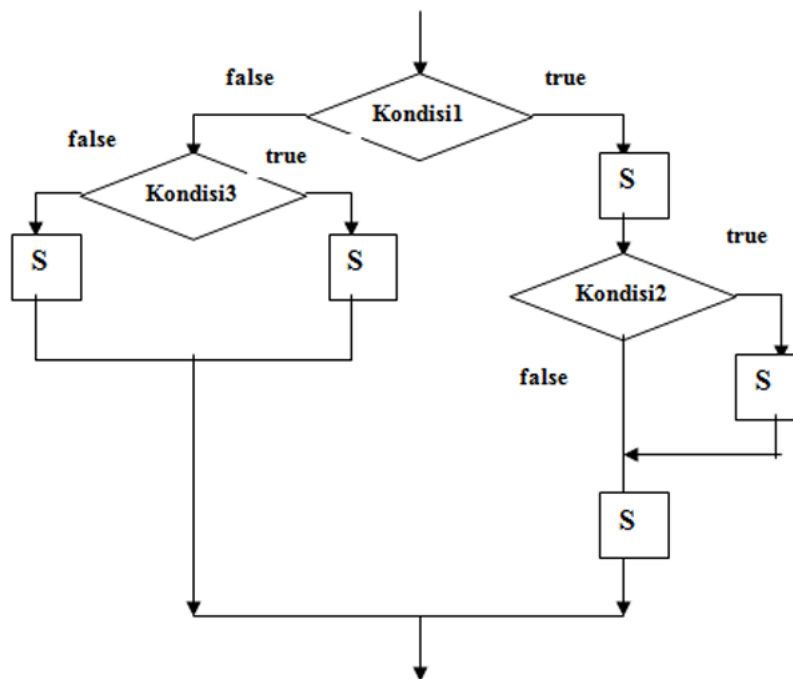 false
true
Kondisi1
false
true
Kondisi3
S
S
S
true
Kondisi2
false
S
S